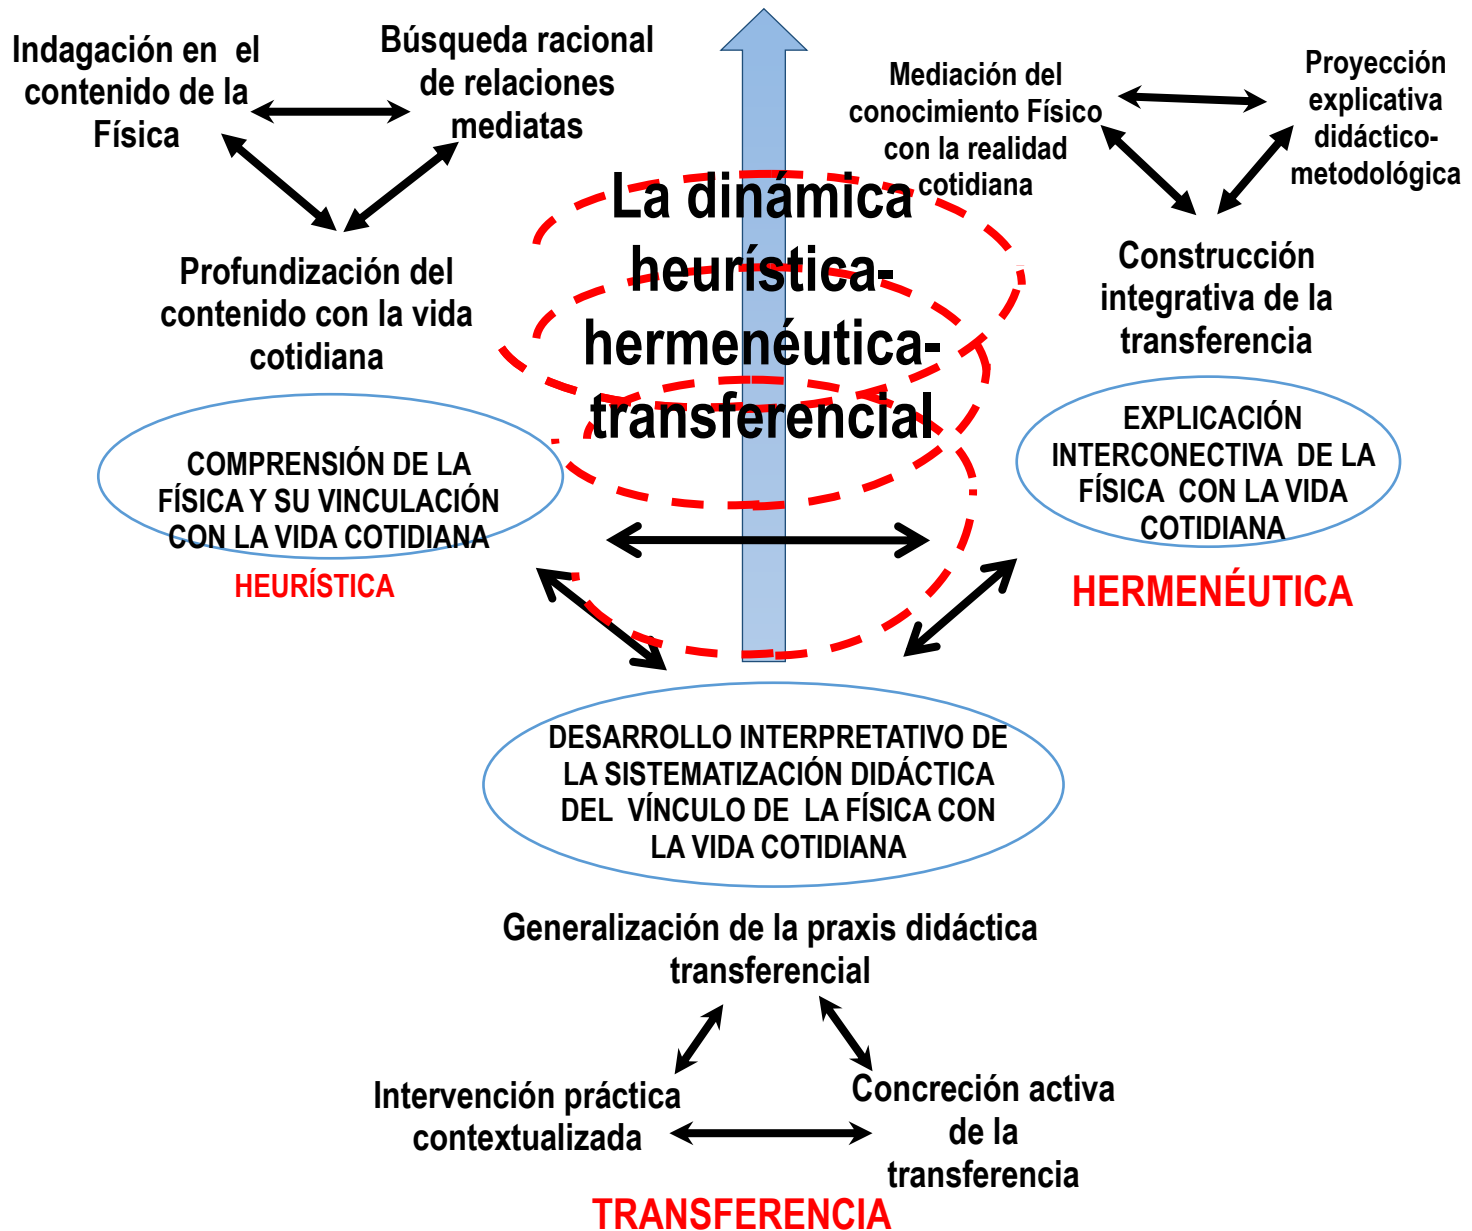 Indagación en el
contenido de la
Física
Búsqueda racional
de relaciones
mediatas
Profundización del
contenido con la vida
cotidiana
COMPRENSIÓN DE LA
FÍSICA Y SU VINCULACIÓN
CON LA VIDA COTIDIANA
HEURÍSTICA
La dinámica
heurística-
hermenéutica-
transferencial
Mediación del
conocimiento Físico
con la realidad
cotidiana
Proyección
explicativa
didáctico-
metodológica
Construcción
integrativa de la
transferencia
EXPLICACIÓN
INTERCONECTIVA DE LA
FÍSICA CON LA VIDA
COTIDIANA
HERMENÉUTICA
DESARROLLO INTERPRETATIVO DE
LA SISTEMATIZACIÓN DIDÁCTICA
DEL VÍNCULO DE LA FÍSICA CON
LA VIDA COTIDIANA
Generalización de la praxis didáctica
transferencial
Intervención práctica
contextualizada
Concreción activa
de la
transferencia
TRANSFERENCIA